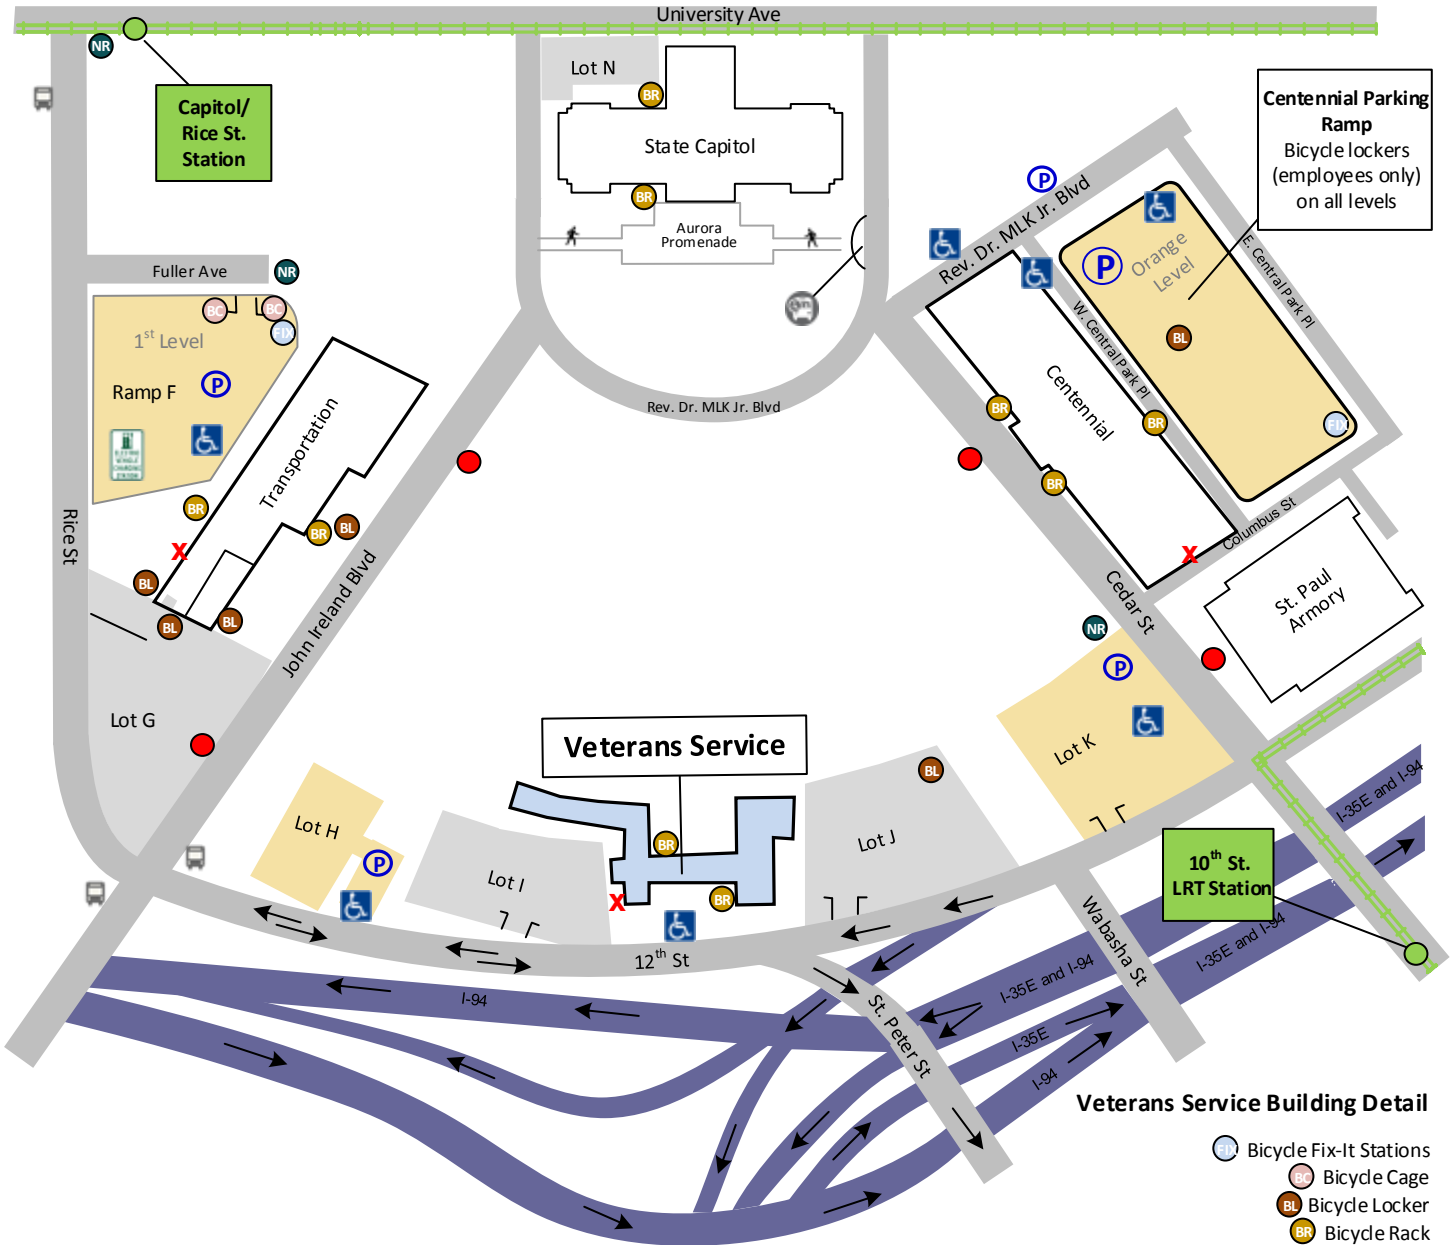 University Ave
NR
Capitol/
Rice St.
Station
Lot N
BR
State Capitol
BR
Aurora
Promenade
Centennial Parking
Ramp
Bicycle lockers
(employees only)
on all levels
P
Rev. Dr. MLK Jr. Blvd
P
Orange
Level
E. Central Park Pl
W. Central Park Pl
BL
FIX
Fuller Ave
NR
BC
BC
FIX
1st Level
Ramp F
P
Transportation
Rev. Dr. MLK Jr. Blvd
Centennial
BR
BR
BR
BR
BR
BL
X
BL
BL
BL
Rice St
John Ireland Blvd
X
Columbus St
Cedar St
St. Paul
Armory
NR
P
Lot G
Lot K
Veterans Service
BL
Lot H
P
Lot I
BR
BR
X
Lot J
I-35E and I-94
10th St.
LRT Station
12th St
Wabasha St
I-35E and I-94
I-35E and I-94
I-94
St. Peter St
I-35E
I-94
Veterans Service Building Detail
FIX Bicycle Fix-It Stations
BC Bicycle Cage
BL Bicycle Locker
BR Bicycle Rack